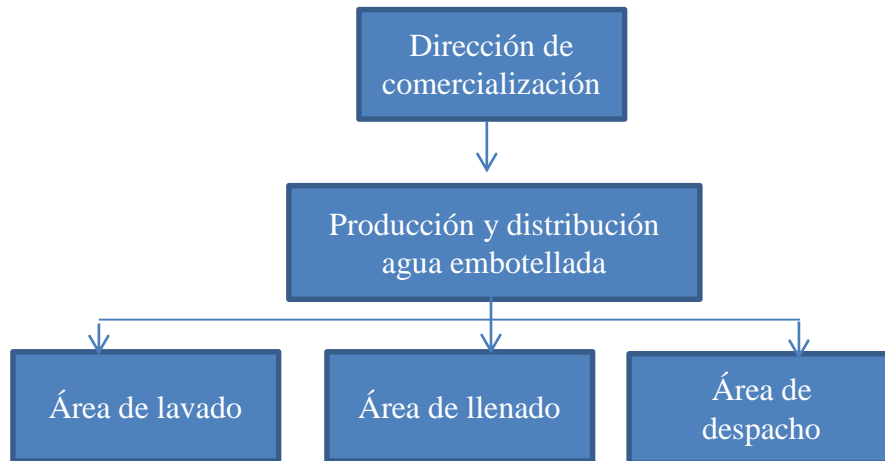 Dirección de
comercialización
Producción y distribución
agua embotellada
Área de lavado
Área de llenado
Área de
despacho